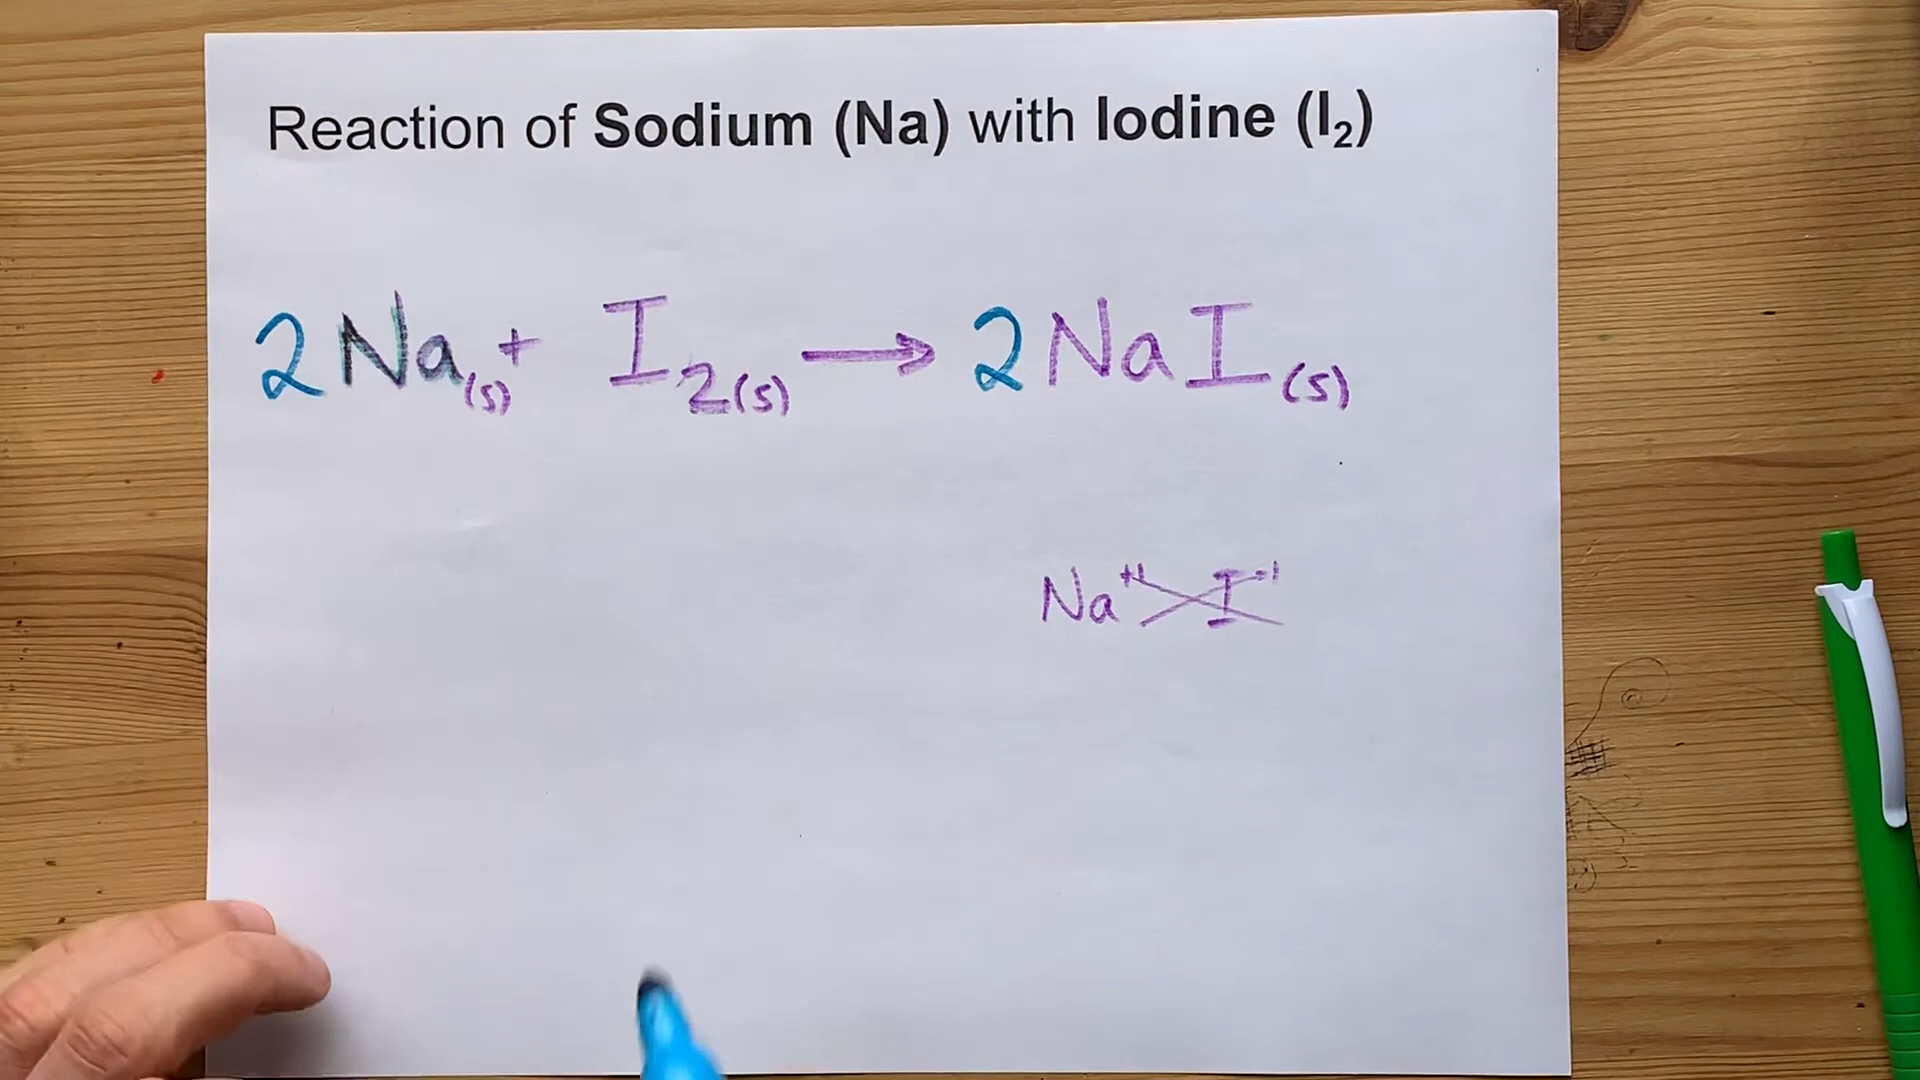 Reaction of Sodium (Na) with Iodine (I₂)
2Na(s) + I₂(s) → 2NaI(s)
Na⁺¹ I⁻¹